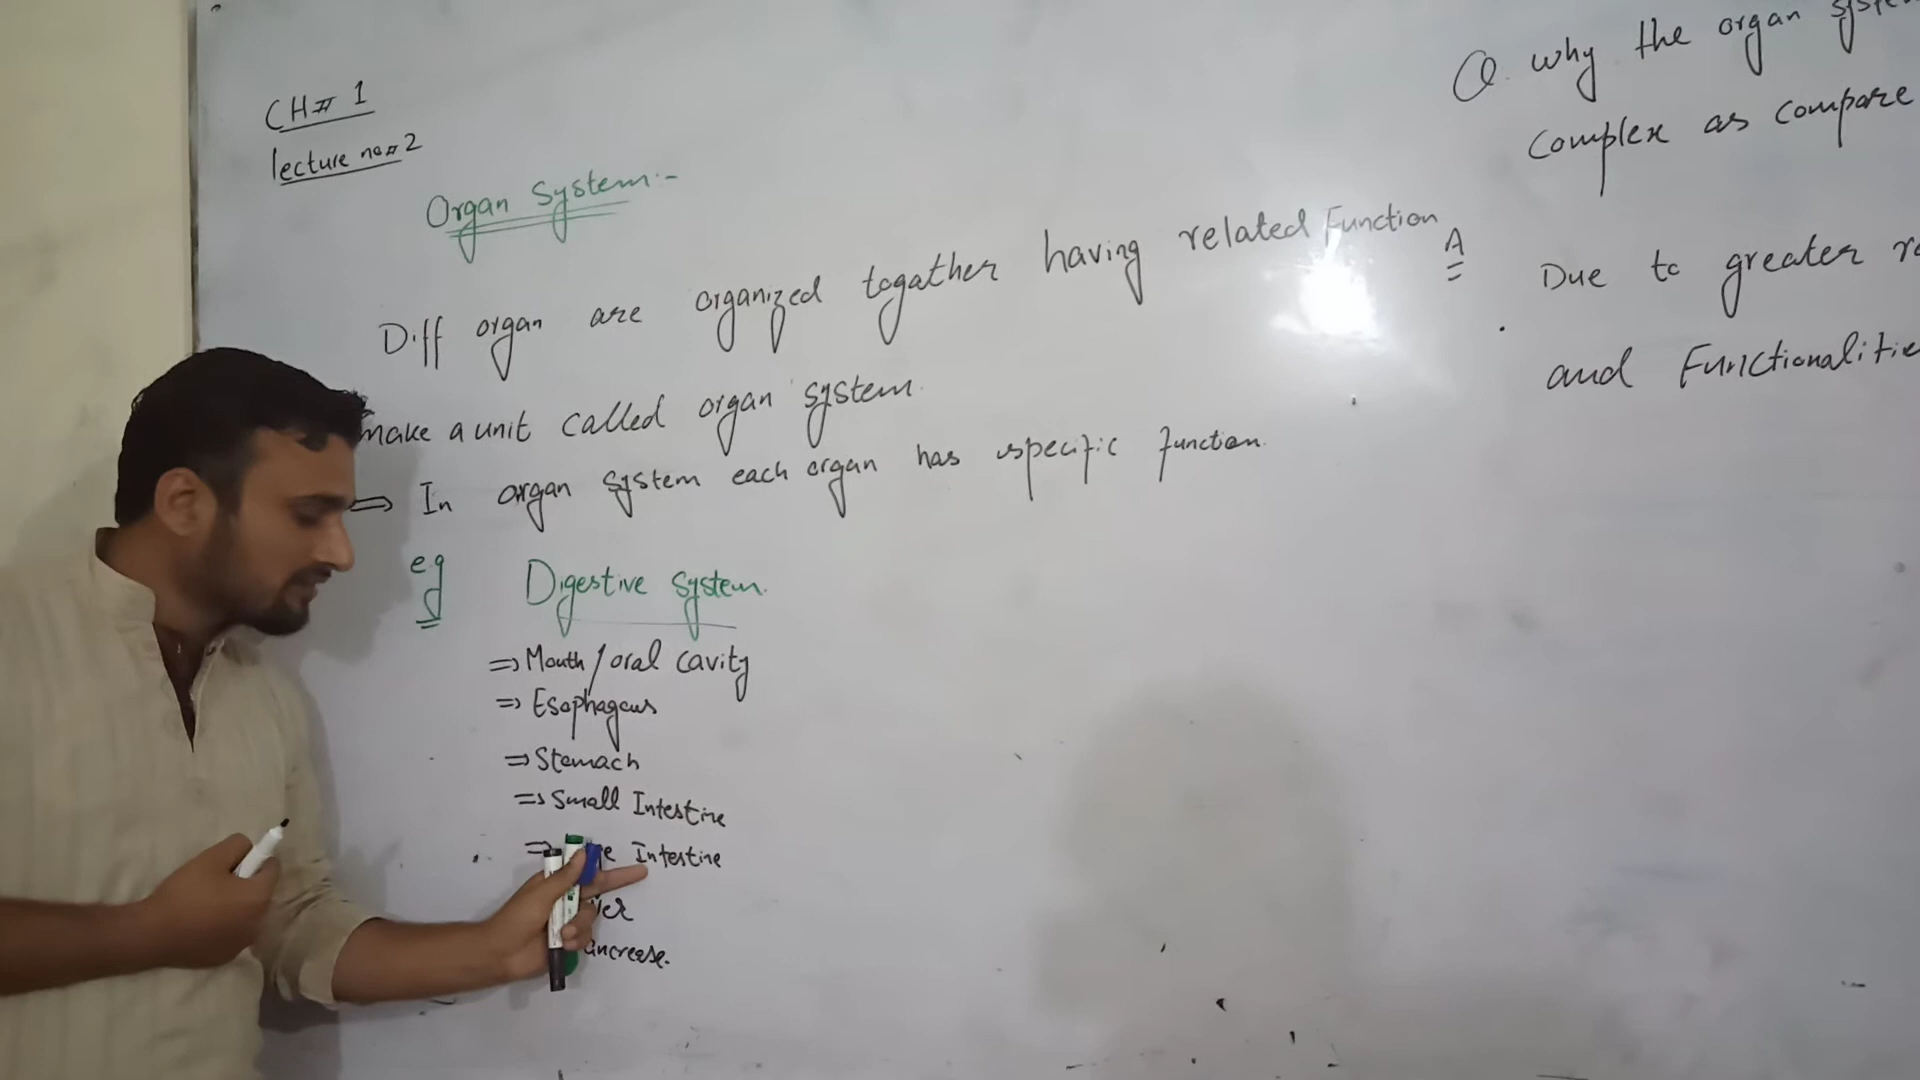 CH# 1
lecture no# 2
Organ System:-
Diff organ are organized togather having related Function
make a unit called organ system.
⇒ In organ system each organ has specific function.
eg Digestive System.
⇒ Mouth / oral cavity
⇒ Esophagous
⇒ Stomach
⇒ Small Intestine
⇒ Intestine
Q. why the organ
complex as compare
A Due to greater
and Functionalitie